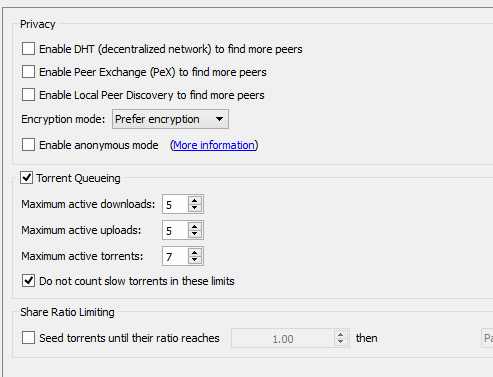 Privacy
Enable DHT (decentralized network) to find more peers
Enable Peer Exchange (PeX) to find more peers
Enable Local Peer Discovery to find more peers
Encryption mode: Prefer encryption
Enable anonymous mode (More information)
Torrent Queueing
Maximum active downloads: 5
Maximum active uploads: 5
Maximum active torrents: 7
Do not count slow torrents in these limits
Share Ratio Limiting
Seed torrents until their ratio reaches 1.00 then